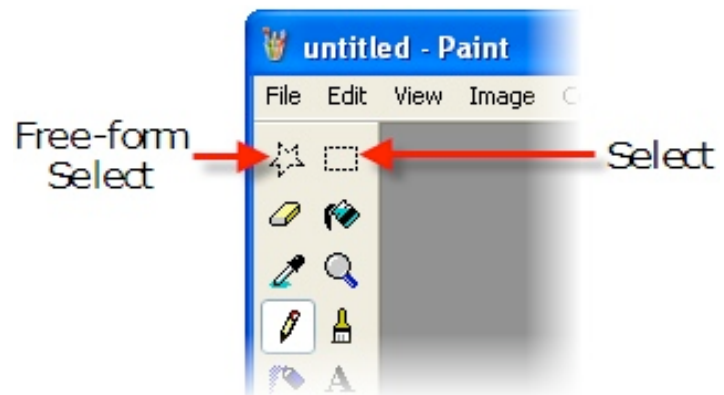 untitled - Paint
File Edit View Image
Free-form
Select
Select
A